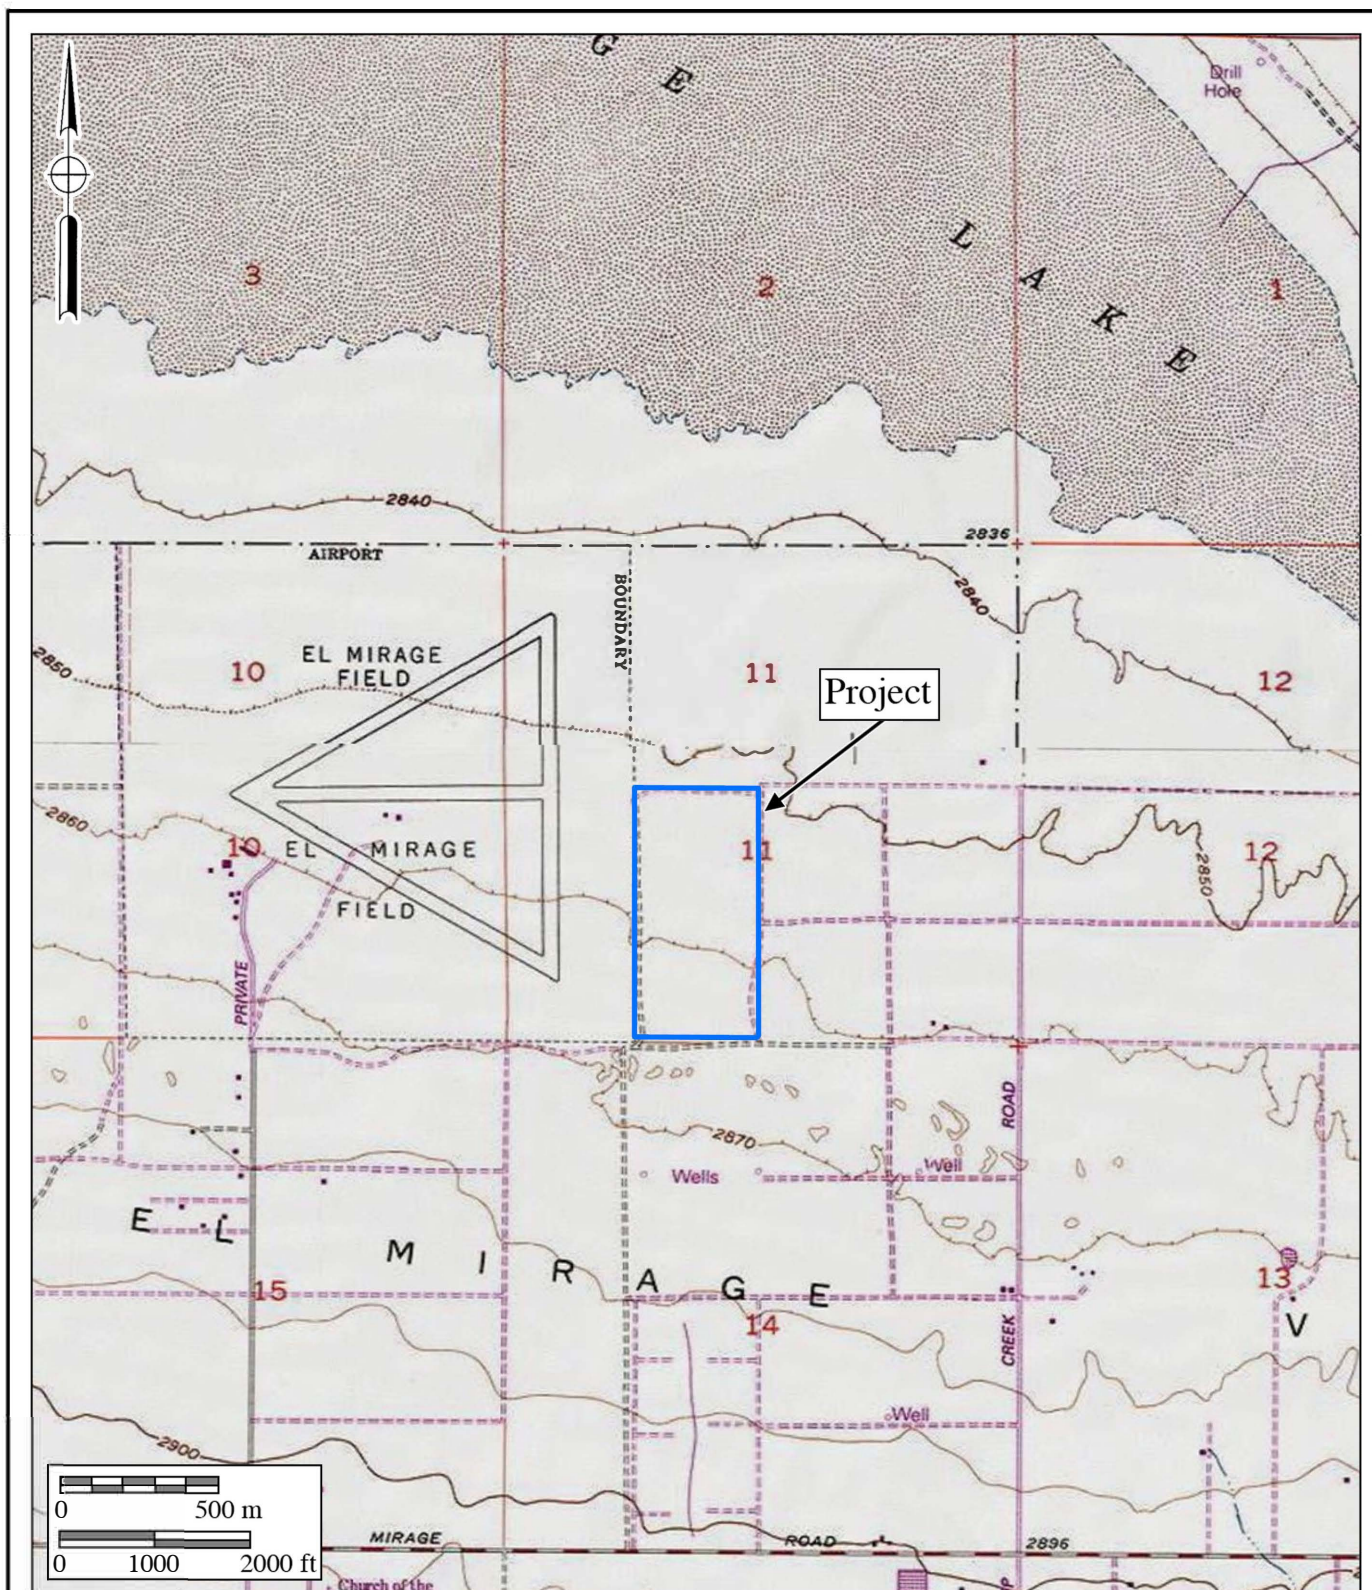 G
E
Drill
Hole
L
A
K
E
3
2
1
2840
2836
AIRPORT
2840
BOUNDARY
EL MIRAGE
FIELD
2850
10
11
12
Project
2860
10
EL MIRAGE
FIELD
11
12
2850
PRIVATE
ROAD
2870
Wells
Well
E L M I R A G E
15
14
13
V
CREEK
Well
2900
0 500 m
0 1000 2000 ft
MIRAGE
ROAD
2896
Church of the